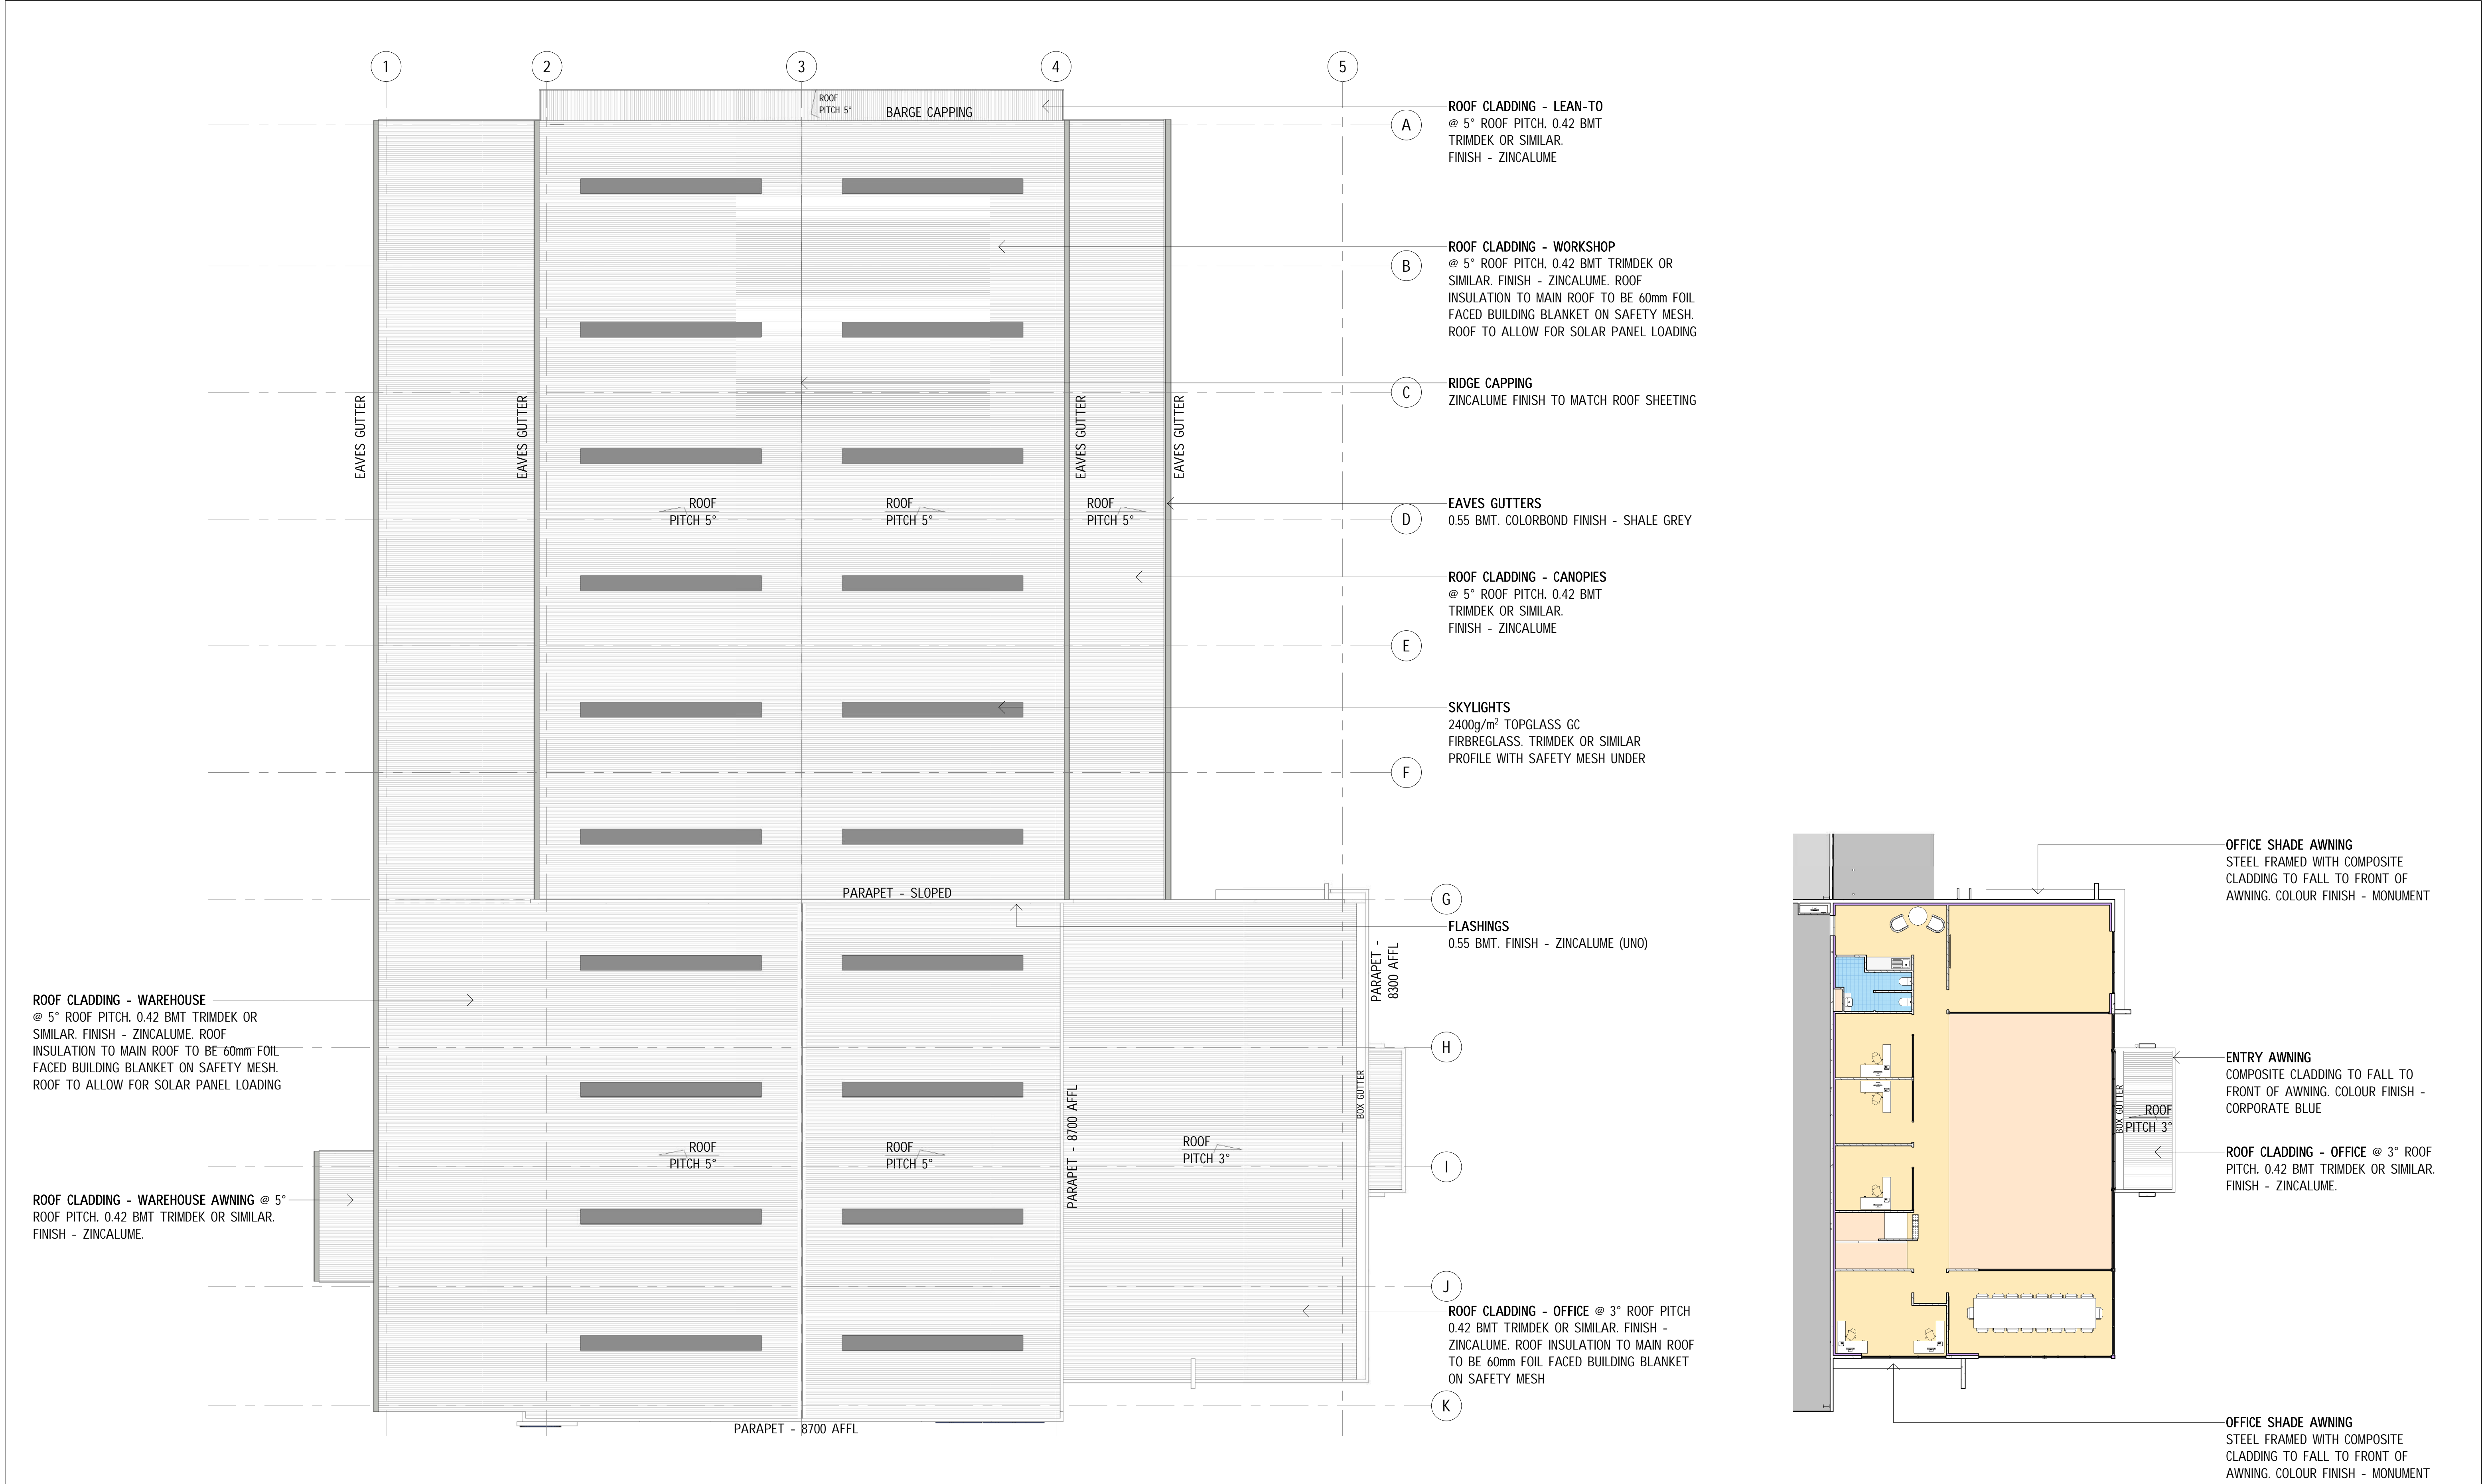 1
2
3
4
5
ROOF
PITCH 5°
BARGE CAPPING
A
B
C
D
E
F
G
H
I
J
K
ROOF CLADDING - LEAN-TO
@ 5° ROOF PITCH, 0.42 BMT
TRIMDEK OR SIMILAR.
FINISH - ZINCALUME
ROOF CLADDING - WORKSHOP
@ 5° ROOF PITCH, 0.42 BMT TRIMDEK OR
SIMILAR. FINISH - ZINCALUME. ROOF
INSULATION TO MAIN ROOF TO BE 60mm FOIL
FACED BUILDING BLANKET ON SAFETY MESH.
ROOF TO ALLOW FOR SOLAR PANEL LOADING
RIDGE CAPPING
ZINCALUME FINISH TO MATCH ROOF SHEETING
EAVES GUTTER
EAVES GUTTER
EAVES GUTTER
EAVES GUTTER
ROOF
PITCH 5°
ROOF
PITCH 5°
ROOF
PITCH 5°
EAVES GUTTERS
0.55 BMT. COLORBOND FINISH - SHALE GREY
ROOF CLADDING - CANOPIES
@ 5° ROOF PITCH, 0.42 BMT
TRIMDEK OR SIMILAR.
FINISH - ZINCALUME
SKYLIGHTS
2400g/m² TOPGLASS GC
FIRBREGLASS. TRIMDEK OR SIMILAR
PROFILE WITH SAFETY MESH UNDER
PARAPET - SLOPED
FLASHINGS
0.55 BMT. FINISH - ZINCALUME (UNO)
PARAPET -
8300 AFFL
ROOF CLADDING - WAREHOUSE
@ 5° ROOF PITCH, 0.42 BMT TRIMDEK OR
SIMILAR. FINISH - ZINCALUME. ROOF
INSULATION TO MAIN ROOF TO BE 60mm FOIL
FACED BUILDING BLANKET ON SAFETY MESH.
ROOF TO ALLOW FOR SOLAR PANEL LOADING
BOX GUTTER
PARAPET - 8700 AFFL
ROOF
PITCH 5°
ROOF
PITCH 5°
ROOF
PITCH 3°
ROOF CLADDING - WAREHOUSE AWNING @ 5°
ROOF PITCH, 0.42 BMT TRIMDEK OR SIMILAR.
FINISH - ZINCALUME.
ROOF CLADDING - OFFICE @ 3° ROOF PITCH
0.42 BMT TRIMDEK OR SIMILAR. FINISH -
ZINCALUME. ROOF INSULATION TO MAIN ROOF
TO BE 60mm FOIL FACED BUILDING BLANKET
ON SAFETY MESH
PARAPET - 8700 AFFL
OFFICE SHADE AWNING
STEEL FRAMED WITH COMPOSITE
CLADDING TO FALL TO FRONT OF
AWNING. COLOUR FINISH - MONUMENT
ENTRY AWNING
COMPOSITE CLADDING TO FALL TO
FRONT OF AWNING. COLOUR FINISH -
CORPORATE BLUE
BOX GUTTER
ROOF
PITCH 3°
ROOF CLADDING - OFFICE @ 3° ROOF
PITCH, 0.42 BMT TRIMDEK OR SIMILAR.
FINISH - ZINCALUME.
OFFICE SHADE AWNING
STEEL FRAMED WITH COMPOSITE
CLADDING TO FALL TO FRONT OF
AWNING. COLOUR FINISH - MONUMENT